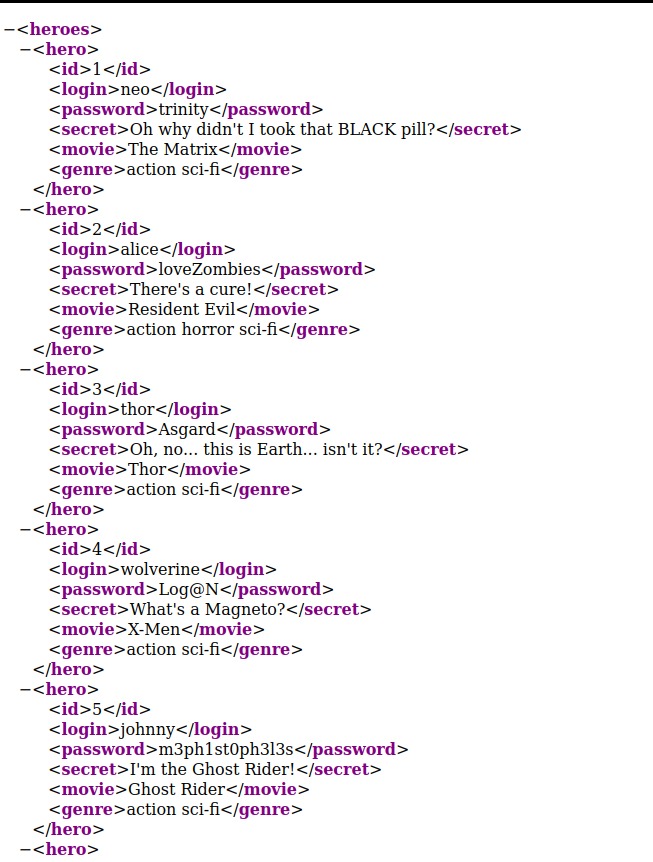 −<heroes>
−<hero>
<id>1</id>
<login>neo</login>
<password>trinity</password>
<secret>Oh why didn't I took that BLACK pill?</secret>
<movie>The Matrix</movie>
<genre>action sci-fi</genre>
</hero>
−<hero>
<id>2</id>
<login>alice</login>
<password>loveZombies</password>
<secret>There's a cure!</secret>
<movie>Resident Evil</movie>
<genre>action horror sci-fi</genre>
</hero>
−<hero>
<id>3</id>
<login>thor</login>
<password>Asgard</password>
<secret>Oh, no... this is Earth... isn't it?</secret>
<movie>Thor</movie>
<genre>action sci-fi</genre>
</hero>
−<hero>
<id>4</id>
<login>wolverine</login>
<password>Log@N</password>
<secret>What's a Magneto?</secret>
<movie>X-Men</movie>
<genre>action sci-fi</genre>
</hero>
−<hero>
<id>5</id>
<login>johnny</login>
<password>m3ph1st0ph3l3s</password>
<secret>I'm the Ghost Rider!</secret>
<movie>Ghost Rider</movie>
<genre>action sci-fi</genre>
</hero>
−<hero>